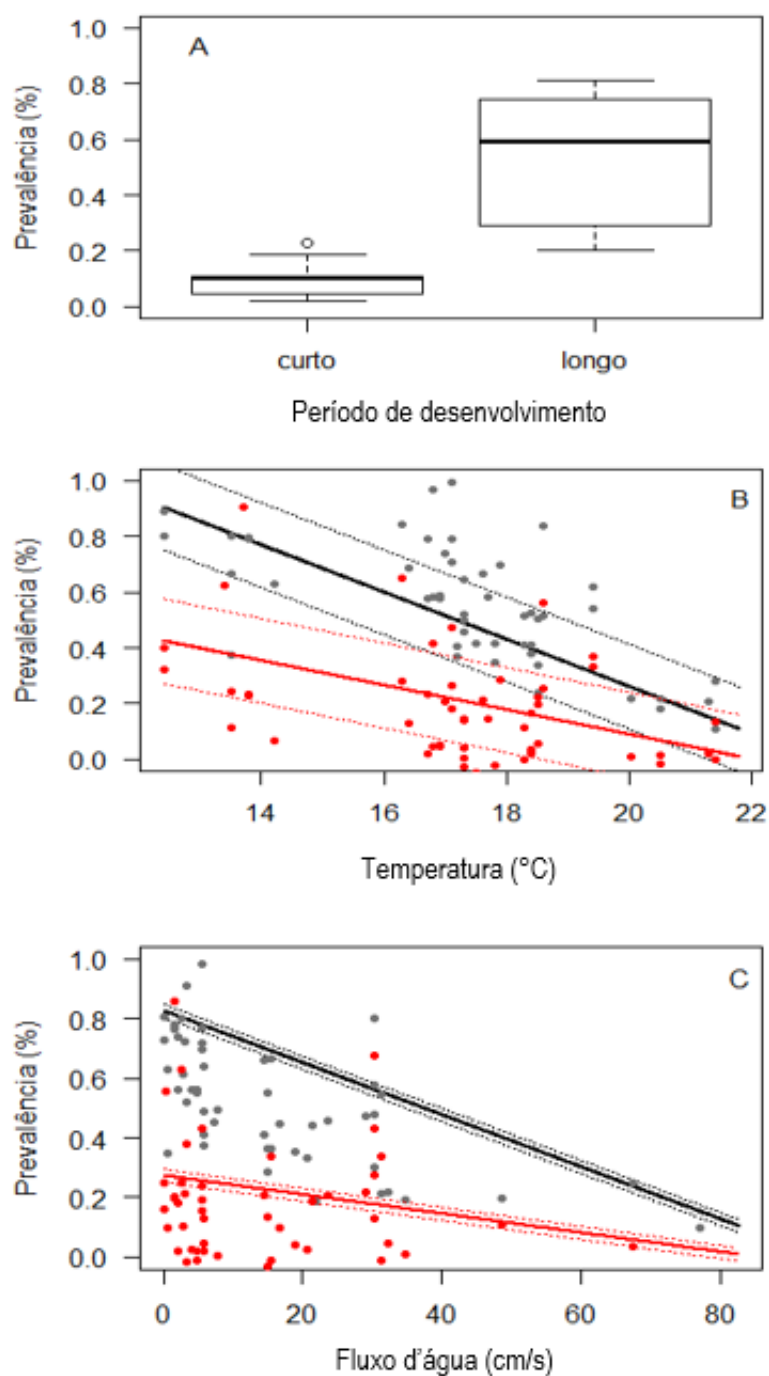 A
Prevalência (%)
1.0
0.8
0.6
0.4
0.2
0.0
curto longo
Período de desenvolvimento
B
Prevalência (%)
1.0
0.8
0.6
0.4
0.2
0.0
14 16 18 20 22
Temperatura (°C)
C
Prevalência (%)
1.0
0.8
0.6
0.4
0.2
0.0
0 20 40 60 80
Fluxo d'água (cm/s)